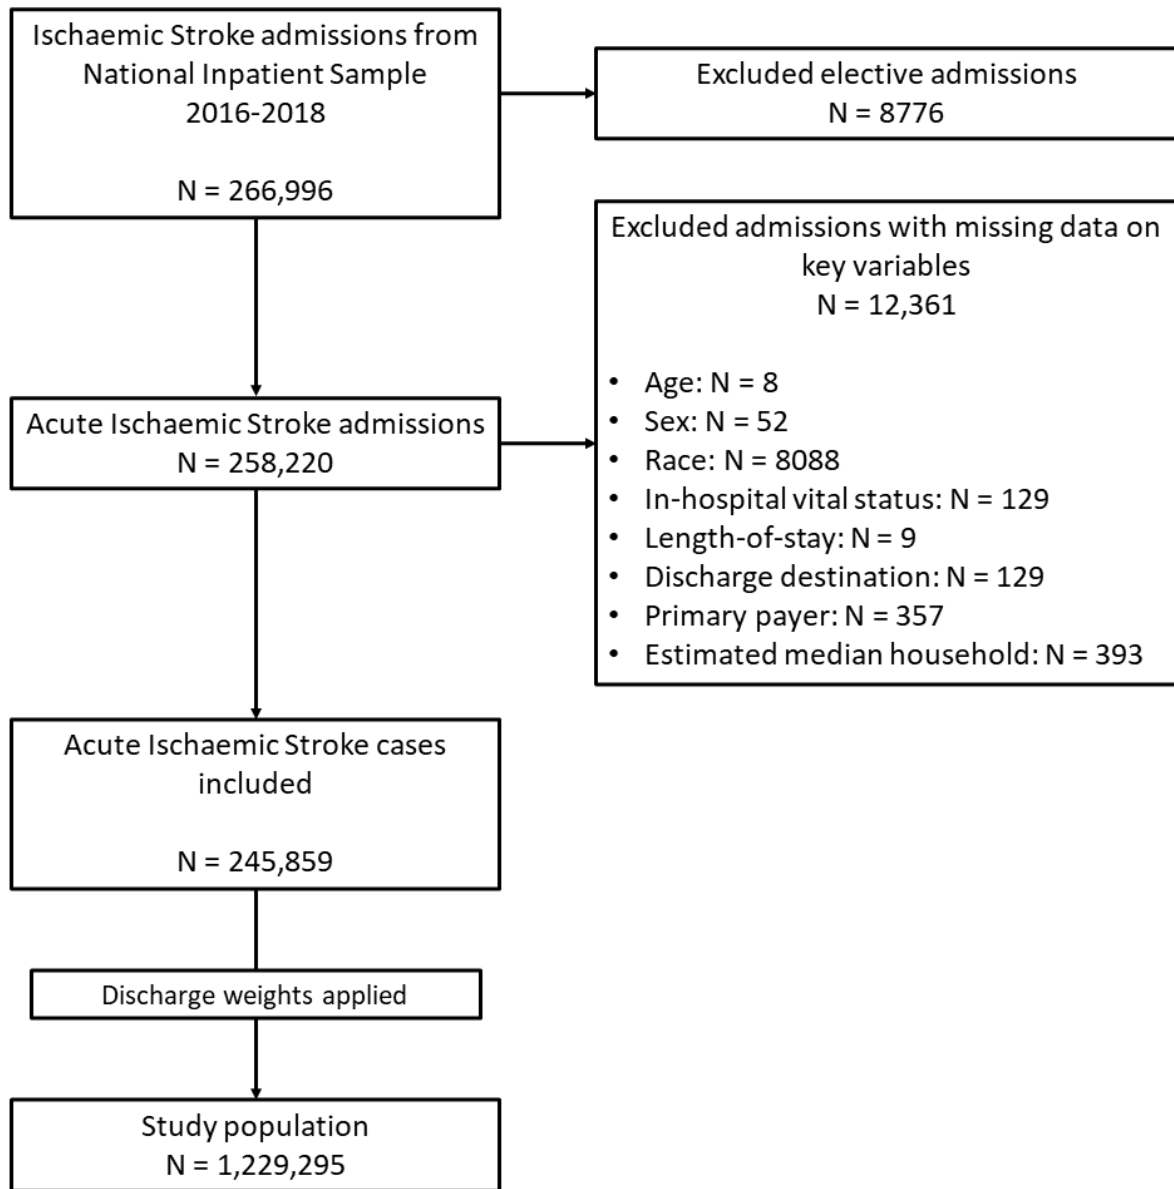 Ischaemic Stroke admissions from
National Inpatient Sample
2016-2018
N = 266,996
Excluded elective admissions
N = 8776
Excluded admissions with missing data on
key variables
N = 12,361
• Age: N = 8
• Sex: N = 52
• Race: N = 8088
• In-hospital vital status: N = 129
• Length-of-stay: N = 9
• Discharge destination: N = 129
• Primary payer: N = 357
• Estimated median household: N = 393
Acute Ischaemic Stroke admissions
N = 258,220
Acute Ischaemic Stroke cases
included
N = 245,859
Discharge weights applied
Study population
N = 1,229,295